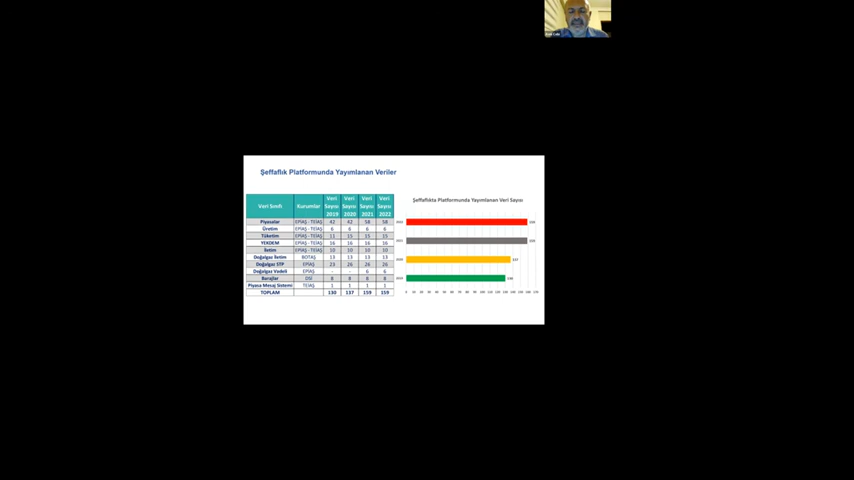 Şeffaflık Platformunda Yayımlanan Veriler
Veri Sınıfı Kurumlar Veri Sayısı 2019 Veri Sayısı 2020 Veri Sayısı 2021 Veri Sayısı 2022
Piyasalar EPİAŞ - TEİAŞ 42 42 58 58
Üretim EPİAŞ - TEİAŞ 6 6 6 6
Tüketim EPİAŞ - TEİAŞ 11 15 15 15
YEKDEM EPİAŞ - TEİAŞ 16 16 16 16
İletim EPİAŞ - TEİAŞ 10 10 10 10
Doğalgaz İletim BOTAŞ 13 13 13 13
Doğalgaz STP EPİAŞ 23 26 26 26
Doğalgaz Vadeli EPİAŞ - - 6 6
Barajlar DSİ 8 8 8 8
Piyasa Mesaj Sistemi TEİAŞ 1 1 1 1
TOPLAM 130 137 159 159
Şeffaflıkta Platformunda Yayımlanan Veri Sayısı
2022 159
2021 159
2020 137
2019 130